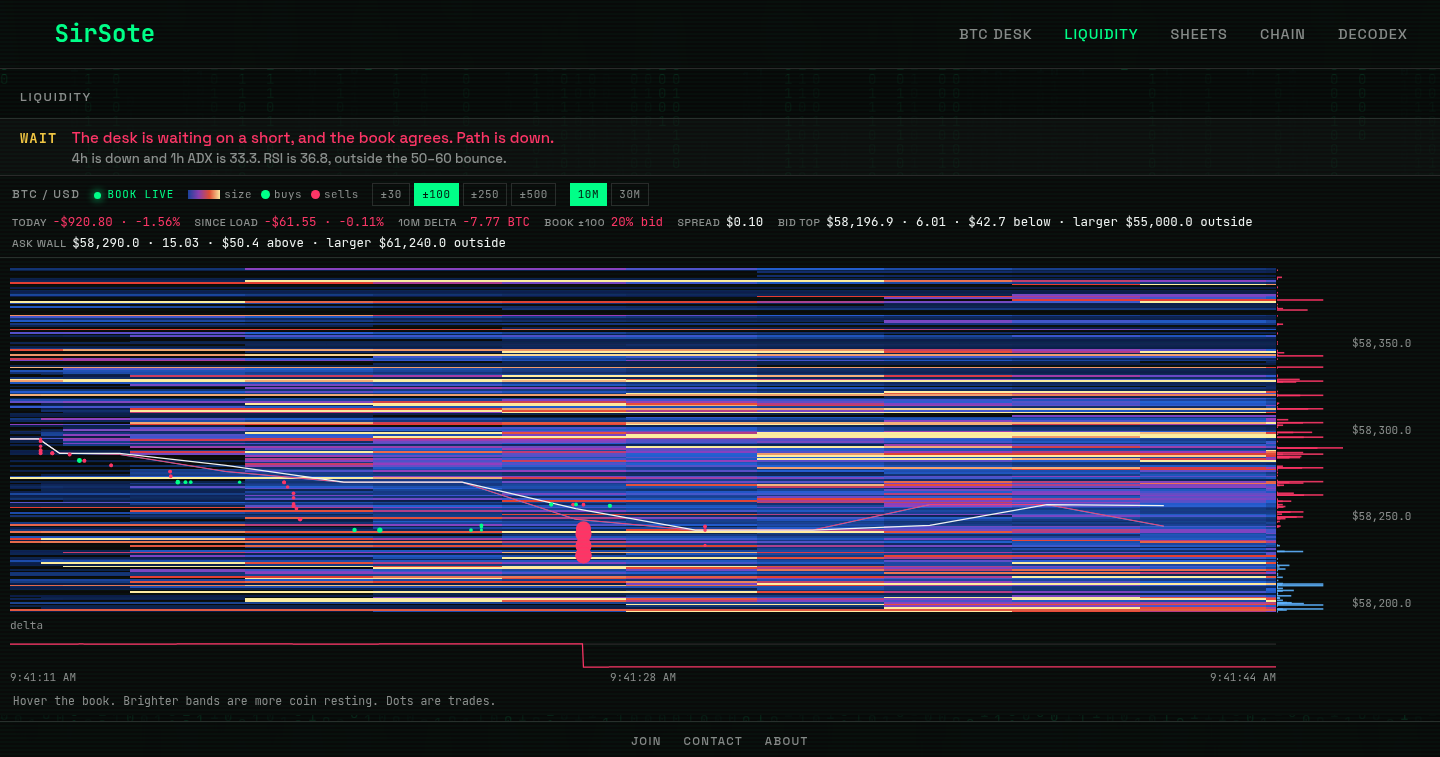 SirSote
BTC DESK LIQUIDITY SHEETS CHAIN DECODEX
LIQUIDITY
WAIT The desk is waiting on a short, and the book agrees. Path is down.
4h is down and 1h ADX is 33.3. RSI is 36.8, outside the 50–60 bounce.
BTC / USD BOOK LIVE size buys sells ±30 ±100 ±250 ±500 10M 30M
TODAY -$920.80 · -1.56% SINCE LOAD -$61.55 · -0.11% 10M DELTA -7.77 BTC BOOK ±100 20% bid SPREAD $0.10 BID TOP $58,196.9 · 6.01 · $42.7 below · larger $55,000.0 outside
ASK WALL $58,290.0 · 15.03 · $50.4 above · larger $61,240.0 outside
$58,350.0
$58,300.0
$58,250.0
$58,200.0
delta
9:41:11 AM 9:41:28 AM 9:41:44 AM
Hover the book. Brighter bands are more coin resting. Dots are trades.
JOIN CONTACT ABOUT